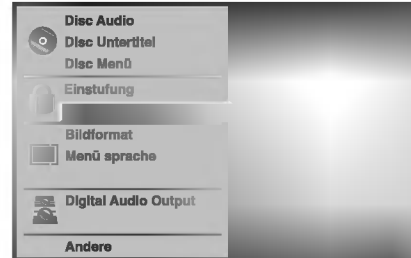 Disc Audio
Disc Untertitel
Disc Menü
Einstufung
Bildformat
Menü sprache
Digital Audio Output
Andere